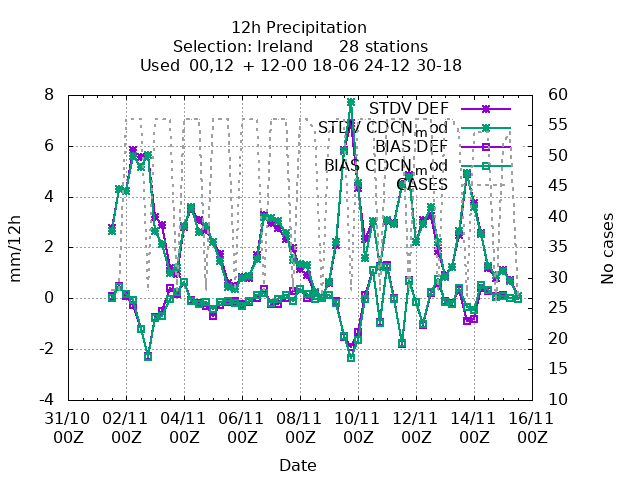 12h Precipitation
Selection: Ireland 28 stations
Used 00,12 + 12-00 18-06 24-12 30-18
STDV DEF
STDV CDCN_mod
BIAS DEF
BIAS CDCN_mod
CASES
mm/12h
8
6
4
2
0
-2
-4
No cases
60
55
50
45
40
35
30
25
20
15
10
31/10 02/11 04/11 06/11 08/11 10/11 12/11 14/11 16/11
00Z 00Z 00Z 00Z 00Z 00Z 00Z 00Z 00Z
Date